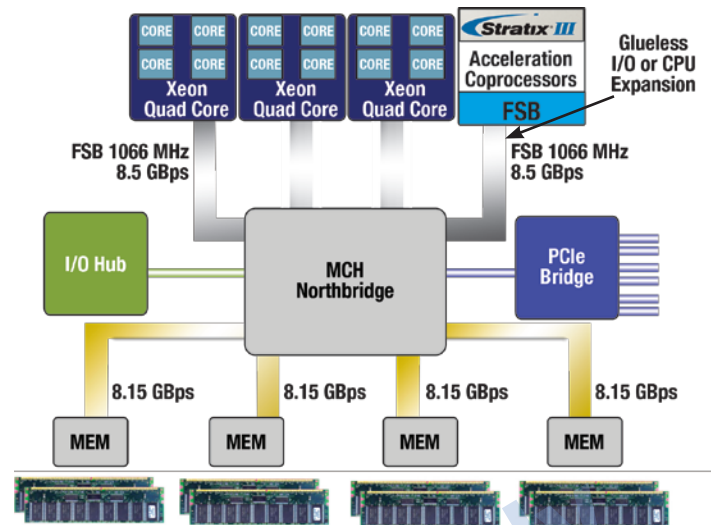 CORE CORE CORE CORE CORE CORE
CORE CORE CORE CORE CORE CORE
Xeon
Quad Core
Xeon
Quad Core
Xeon
Quad Core
Stratix III
Acceleration
Coprocessors
FSB
Glueless
I/O or CPU
Expansion
FSB 1066 MHz
8.5 GBps
FSB 1066 MHz
8.5 GBps
I/O Hub
MCH
Northbridge
PCIe
Bridge
8.15 GBps
8.15 GBps
8.15 GBps
8.15 GBps
MEM
MEM
MEM
MEM